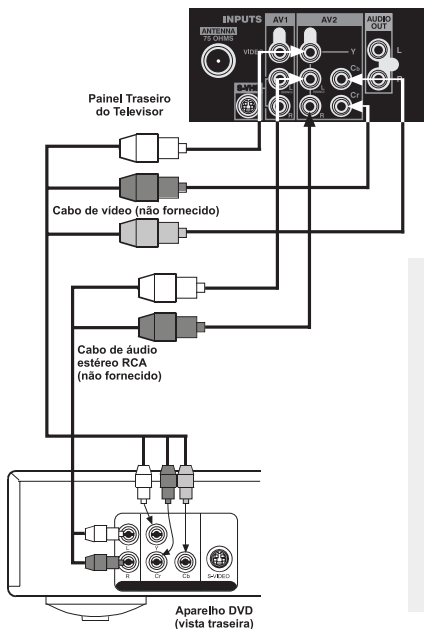 INPUTS AV1 AV2 AUDIO OUT
ANTENNA
75 OHMS
VÍDEO Y L
Cb
L L R
Cr
R R
Painel Traseiro
do Televisor
Cabo de vídeo (não fornecido)
Cabo de áudio
estéreo RCA
(não fornecido)
L Y
R Cr Cb S-VIDEO
Aparelho DVD
(vista traseira)